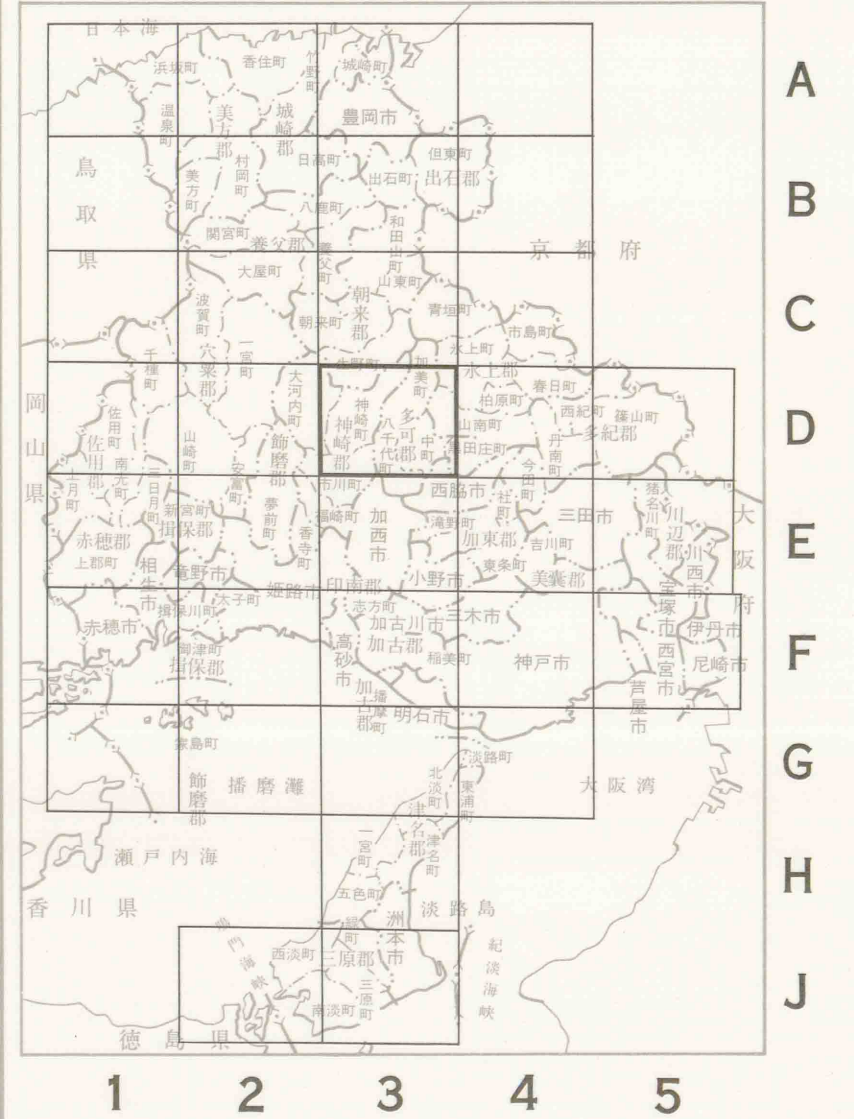 日本海
浜坂町
香住町
竹野町
城崎町
A
温泉町
美方郡
城崎郡
豊岡市
鳥取県
美方町
村岡町
日高町
出石町
但東町
出石郡
B
関宮町
養父郡
八鹿町
和田山町
京都府
大屋町
養父町
山東町
波賀町
朝来町
朝来郡
青垣町
市島町
C
氷上町
千種町
宍粟郡
一宮町
大河内町
生野町
加美町
氷上郡
岡山県
佐用町
佐用郡
神崎町
神崎郡
多可郡
八千代町
中町
柏原町
春日町
山南町
西紀町
篠山町
多紀郡
丹南町
黒田庄町
今田町
D
上月町
南光町
三日月町
山崎町
安富町
飾磨郡
夢前町
市川町
西脇市
社町
三田市
猪名川町
川辺郡
大阪府
新宮町
揖保郡
福崎町
加西市
滝野町
加東郡
吉川町
川西市
E
赤穂郡
上郡町
相生市
竜野市
香寺町
姫路市
印南郡
小野市
東条町
美嚢郡
宝塚市
揖保川町
太子町
志方町
加古川市
三木市
伊丹市
赤穂市
御津町
揖保郡
高砂市
加古郡
稲美町
神戸市
西宮市
尼崎市
F
加古郡
播磨町
明石市
芦屋市
家島町
淡路町
G
飾磨郡
播磨灘
北淡町
東浦町
大阪湾
津名郡
瀬戸内海
一宮町
津名町
H
香川県
五色町
淡路島
洲本市
緑町
鳴門海峡
西淡町
三原郡
紀淡海峡
三原町
南淡町
J
徳島県
1 2 3 4 5